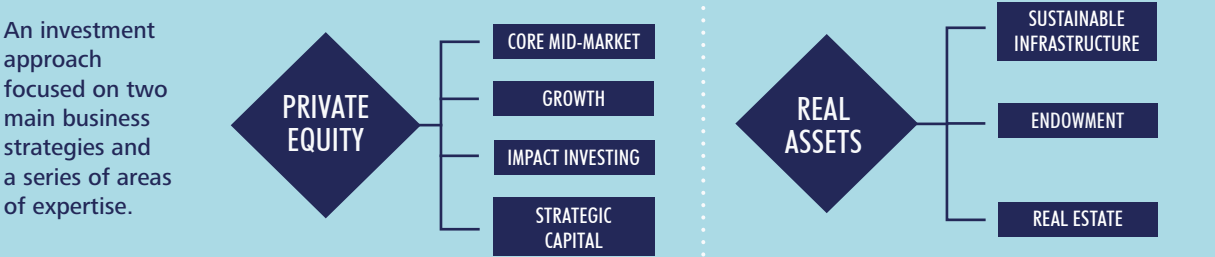 An investment
approach
focused on two
main business
strategies and
a series of areas
of expertise.
PRIVATE
EQUITY
CORE MID-MARKET
GROWTH
IMPACT INVESTING
STRATEGIC
CAPITAL
REAL
ASSETS
SUSTAINABLE
INFRASTRUCTURE
ENDOWMENT
REAL ESTATE